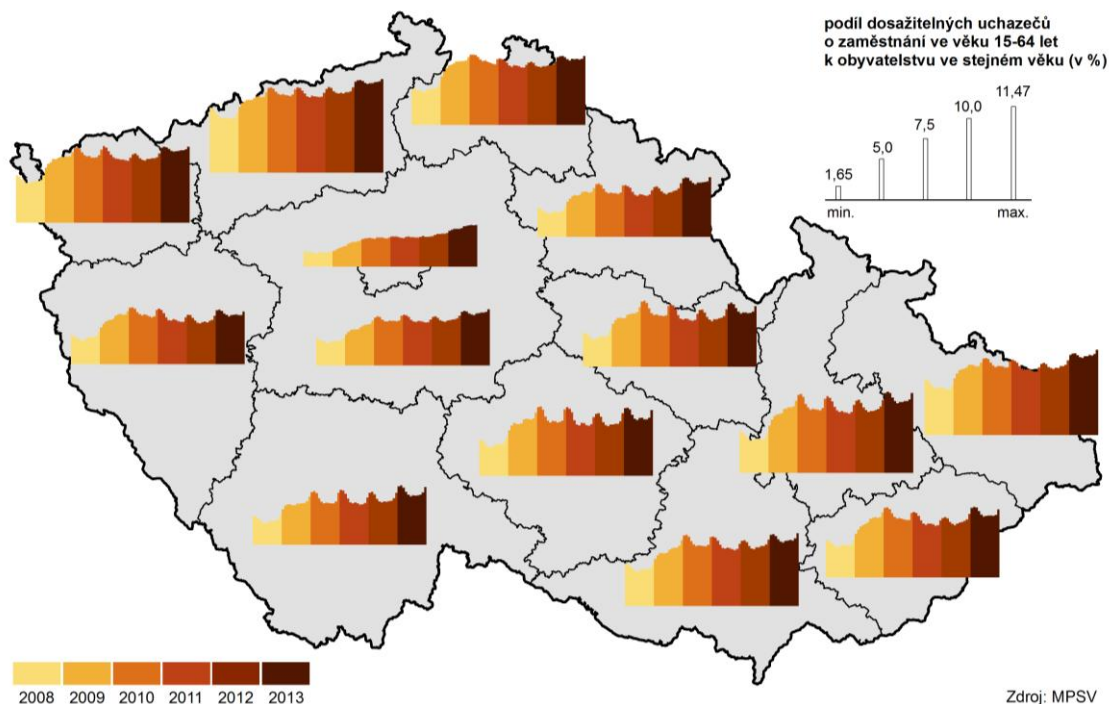 podíl dosažitelných uchazečů
o zaměstnání ve věku 15-64 let
k obyvatelstvu ve stejném věku (v %)
11,47
10,0
7,5
5,0
1,65
min.
max.
2008 2009 2010 2011 2012 2013
Zdroj: MPSV